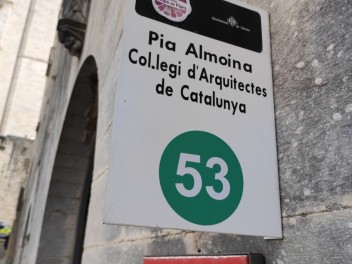 Pia Almoina
Col.legi d'Arquitectes
de Catalunya
53